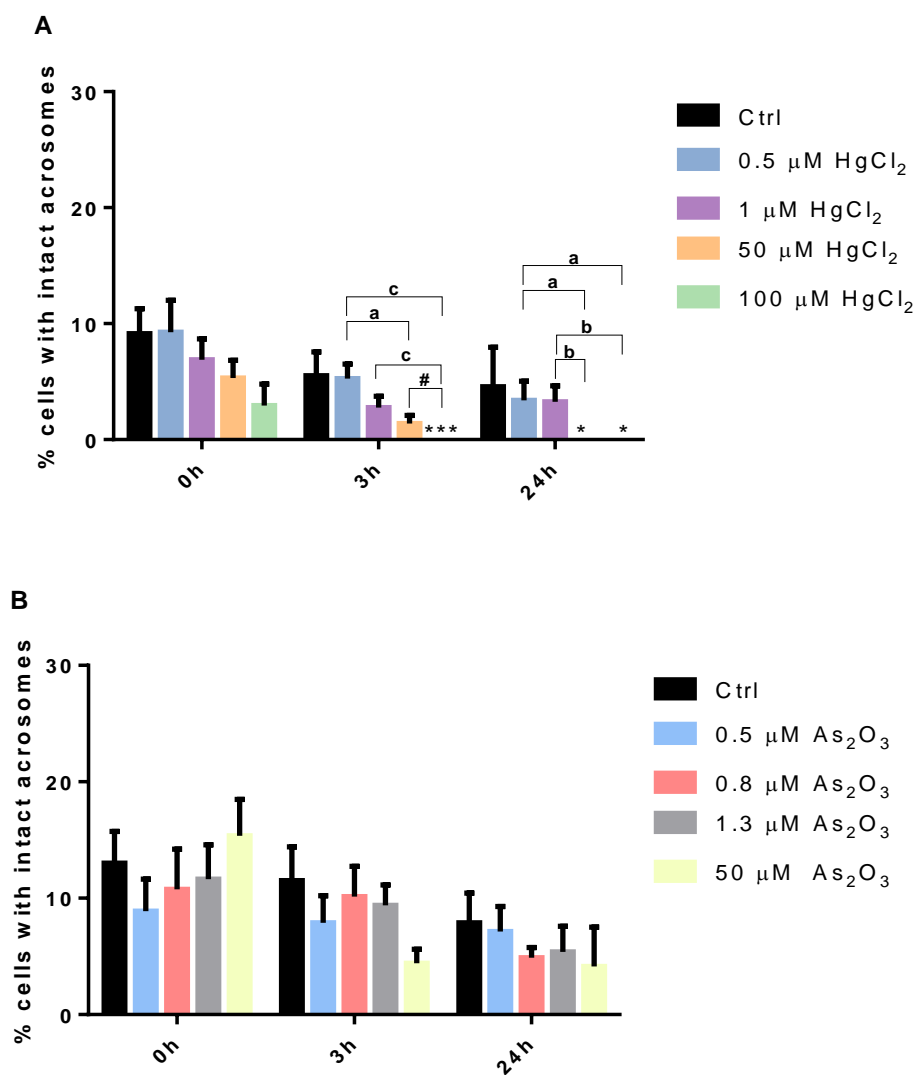 A
% cells with intact acrosomes
30
20
10
0
Ctrl
0.5 μM HgCl₂
1 μM HgCl₂
50 μM HgCl₂
100 μM HgCl₂
c
a
c
#
***
a
a
b
b
*
*
0h
3h
24h
B
% cells with intact acrosomes
30
20
10
0
Ctrl
0.5 μM As₂O₃
0.8 μM As₂O₃
1.3 μM As₂O₃
50 μM As₂O₃
0h
3h
24h